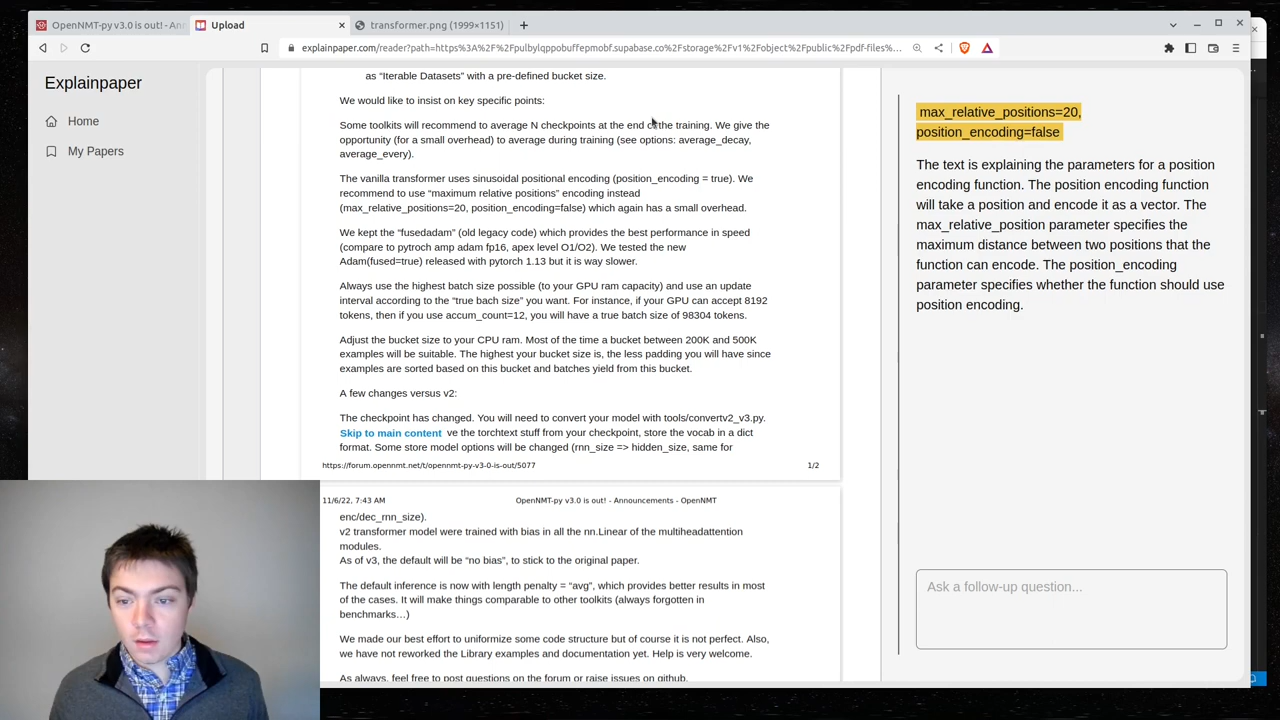 OpenNMT-py v3.0 is out! - An
Upload
transformer.png (1999×1151)
explainpaper.com/reader?path=https%3A%2F%2Fpulbylqppobuffepmobf.supabase.co%2Fstorage%2Fv1%2Fobject%2Fpublic%2Fpdf-files%...
Explainpaper
Home
My Papers
as “Iterable Datasets” with a pre-defined bucket size.
We would like to insist on key specific points:
Some toolkits will recommend to average N checkpoints at the end of the training. We give the
opportunity (for a small overhead) to average during training (see options: average_decay,
average_every).
The vanilla transformer uses sinusoidal positional encoding (position_encoding = true). We
recommend to use “maximum relative positions” encoding instead
(max_relative_positions=20, position_encoding=false) which again has a small overhead.
We kept the “fusedadam” (old legacy code) which provides the best performance in speed
(compare to pytroch amp adam fp16, apex level O1/O2). We tested the new
Adam(fused=true) released with pytorch 1.13 but it is way slower.
Always use the highest batch size possible (to your GPU ram capacity) and use an update
interval according to the “true bach size” you want. For instance, if your GPU can accept 8192
tokens, then if you use accum_count=12, you will have a true batch size of 98304 tokens.
Adjust the bucket size to your CPU ram. Most of the time a bucket between 200K and 500K
examples will be suitable. The highest your bucket size is, the less padding you will have since
examples are sorted based on this bucket and batches yield from this bucket.
A few changes versus v2:
The checkpoint has changed. You will need to convert your model with tools/convertv2_v3.py.
Skip to main content ve the torchtext stuff from your checkpoint, store the vocab in a dict
format. Some store model options will be changed (rnn_size => hidden_size, same for
https://forum.opennmt.net/t/opennmt-py-v3-0-is-out/5077 1/2
11/6/22, 7:43 AM OpenNMT-py v3.0 is out! - Announcements - OpenNMT
enc/dec_rnn_size).
v2 transformer model were trained with bias in all the nn.Linear of the multiheadattention
modules.
As of v3, the default will be “no bias”, to stick to the original paper.
The default inference is now with length penalty = “avg”, which provides better results in most
of the cases. It will make things comparable to other toolkits (always forgotten in
benchmarks…)
We made our best effort to uniformize some code structure but of course it is not perfect. Also,
we have not reworked the Library examples and documentation yet. Help is very welcome.
As always, feel free to post questions on the forum or raise issues on github.
max_relative_positions=20,
position_encoding=false
The text is explaining the parameters for a position
encoding function. The position encoding function
will take a position and encode it as a vector. The
max_relative_position parameter specifies the
maximum distance between two positions that the
function can encode. The position_encoding
parameter specifies whether the function should use
position encoding.
Ask a follow-up question...